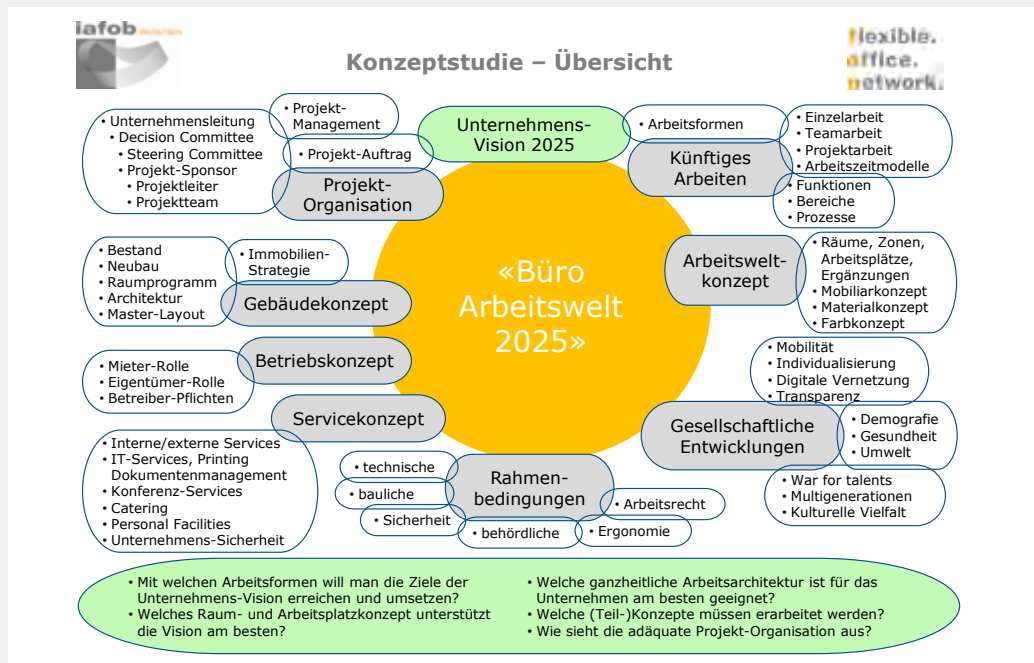 iafob deutschland
Konzeptstudie – Übersicht
flexible.
office.
network.
• Unternehmensleitung
• Decision Committee
• Steering Committee
• Projekt-Sponsor
• Projektleiter
• Projektteam
• Projekt-
Management
• Projekt-Auftrag
Projekt-
Organisation
Unternehmens-
Vision 2025
• Arbeitsformen
Künftiges
Arbeiten
• Einzelarbeit
• Teamarbeit
• Projektarbeit
• Arbeitszeitmodelle
• Funktionen
• Bereiche
• Prozesse
• Bestand
• Neubau
• Raumprogramm
• Architektur
• Master-Layout
• Immobilien-
Strategie
Gebäudekonzept
«Büro
Arbeitswelt
2025»
Arbeitswelt-
konzept
• Räume, Zonen,
Arbeitsplätze,
Ergänzungen
• Mobiliarkonzept
• Materialkonzept
• Farbkonzept
• Mieter-Rolle
• Eigentümer-Rolle
• Betreiber-Pflichten
Betriebskonzept
• Mobilität
• Individualisierung
• Digitale Vernetzung
• Transparenz
Servicekonzept
Gesellschaftliche
Entwicklungen
• Demografie
• Gesundheit
• Umwelt
• War for talents
• Multigenerationen
• Kulturelle Vielfalt
• Interne/externe Services
• IT-Services, Printing
Dokumentenmanagement
• Konferenz-Services
• Catering
• Personal Facilities
• Unternehmens-Sicherheit
• technische
• bauliche
• Sicherheit
Rahmen-
bedingungen
• behördliche
• Arbeitsrecht
• Ergonomie
• Mit welchen Arbeitsformen will man die Ziele der
Unternehmens-Vision erreichen und umsetzen?
• Welches Raum- und Arbeitsplatzkonzept unterstützt
die Vision am besten?
• Welche ganzheitliche Arbeitsarchitektur ist für das
Unternehmen am besten geeignet?
• Welche (Teil-)Konzepte müssen erarbeitet werden?
• Wie sieht die adäquate Projekt-Organisation aus?